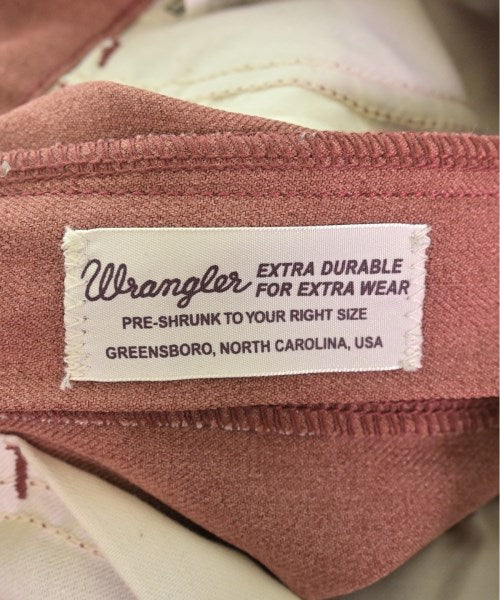 Wrangler EXTRA DURABLE
FOR EXTRA WEAR
PRE-SHRUNK TO YOUR RIGHT SIZE
GREENSBORO, NORTH CAROLINA, USA